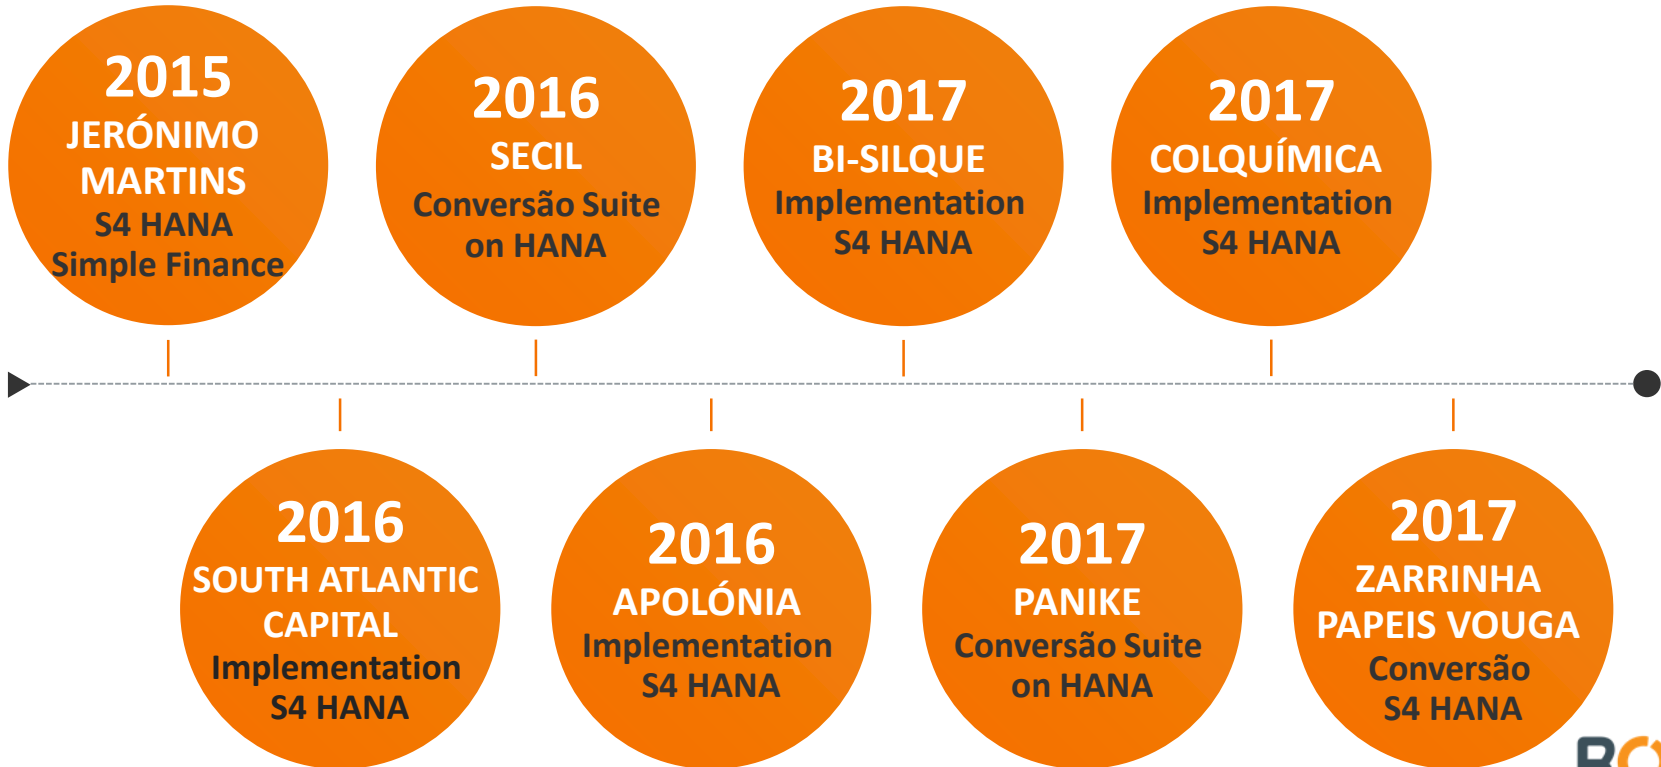 2015
JERÓNIMO
MARTINS
S4 HANA
Simple Finance
2016
SECIL
Conversão Suite
on HANA
2017
BI-SILQUE
Implementation
S4 HANA
2017
COLQUÍMICA
Implementation
S4 HANA
2016
SOUTH ATLANTIC
CAPITAL
Implementation
S4 HANA
2016
APOLÓNIA
Implementation
S4 HANA
2017
PANIKE
Conversão Suite
on HANA
2017
ZARRINHA
PAPEIS VOUGA
Conversão
S4 HANA